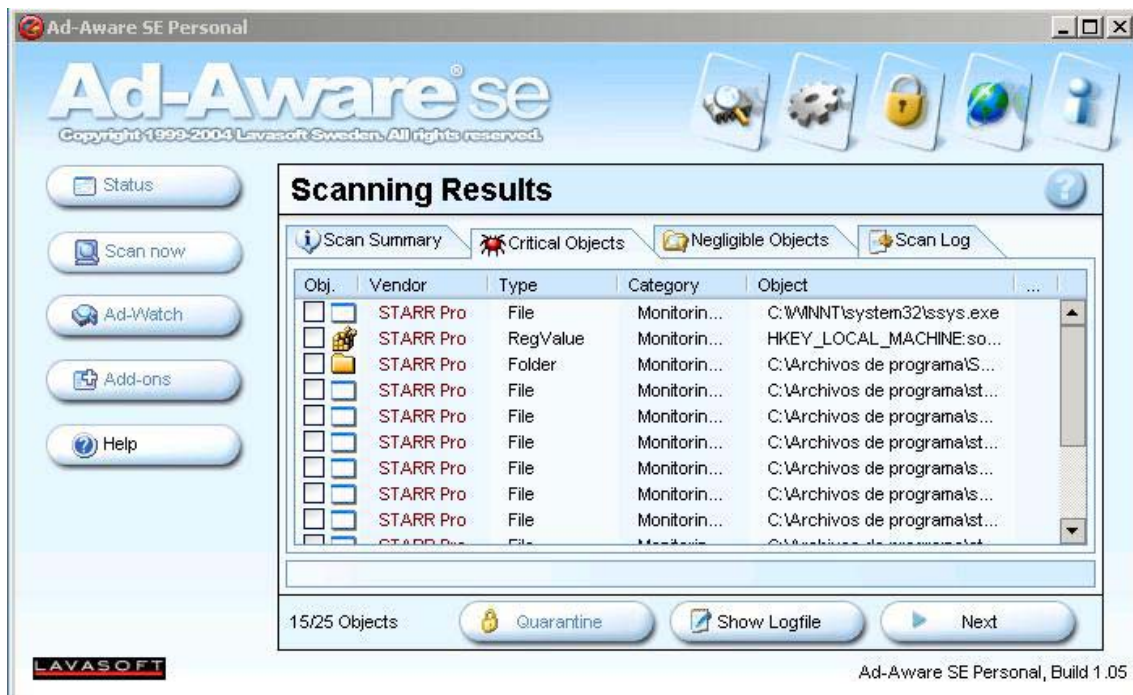 Ad-Aware SE Personal
Ad-Aware® se
Copyright 1999-2004 Lavasoft Sweden. All rights reserved.
Status
Scan now
Ad-Watch
Add-ons
Help
Scanning Results
Scan Summary
Critical Objects
Negligible Objects
Scan Log
Obj. Vendor Type Category Object ...
STARR Pro File Monitorin... C:\WINNT\system32\ssys.exe
STARR Pro RegValue Monitorin... HKEY_LOCAL_MACHINE:so...
STARR Pro Folder Monitorin... C:\Archivos de programa\S...
STARR Pro File Monitorin... C:\Archivos de programa\st...
STARR Pro File Monitorin... C:\Archivos de programa\s...
STARR Pro File Monitorin... C:\Archivos de programa\st...
STARR Pro File Monitorin... C:\Archivos de programa\s...
STARR Pro File Monitorin... C:\Archivos de programa\s...
STARR Pro File Monitorin... C:\Archivos de programa\st...
15/25 Objects
Quarantine
Show Logfile
Next
LAVASOFT
Ad-Aware SE Personal, Build 1.05